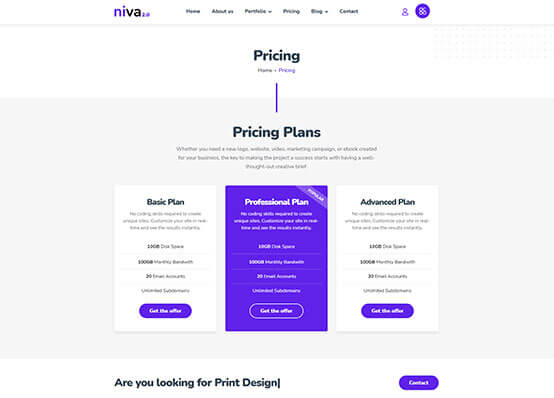 niva 2.0
Home About us Portfolio Pricing Blog Contact
Pricing
Home - Pricing
Pricing Plans
Whether you need a new logo, website, video, marketing campaign, or ebook created
for your business, the key to making the project a success starts with having a well-
thought-out creative brief
POPULAR
Basic Plan
No coding skills required to create
unique sites. Customize your site in real-
time and see the results instantly.
10GB Disk Space
100GB Monthly Bandwith
20 Email Accounts
Unlimited Subdomains
Get the offer
Professional Plan
No coding skills required to create
unique sites. Customize your site in real-
time and see the results instantly.
10GB Disk Space
100GB Monthly Bandwith
20 Email Accounts
Unlimited Subdomains
Get the offer
Advanced Plan
No coding skills required to create
unique sites. Customize your site in real-
time and see the results instantly.
10GB Disk Space
100GB Monthly Bandwith
20 Email Accounts
Unlimited Subdomains
Get the offer
Are you looking for Print Design|
Contact